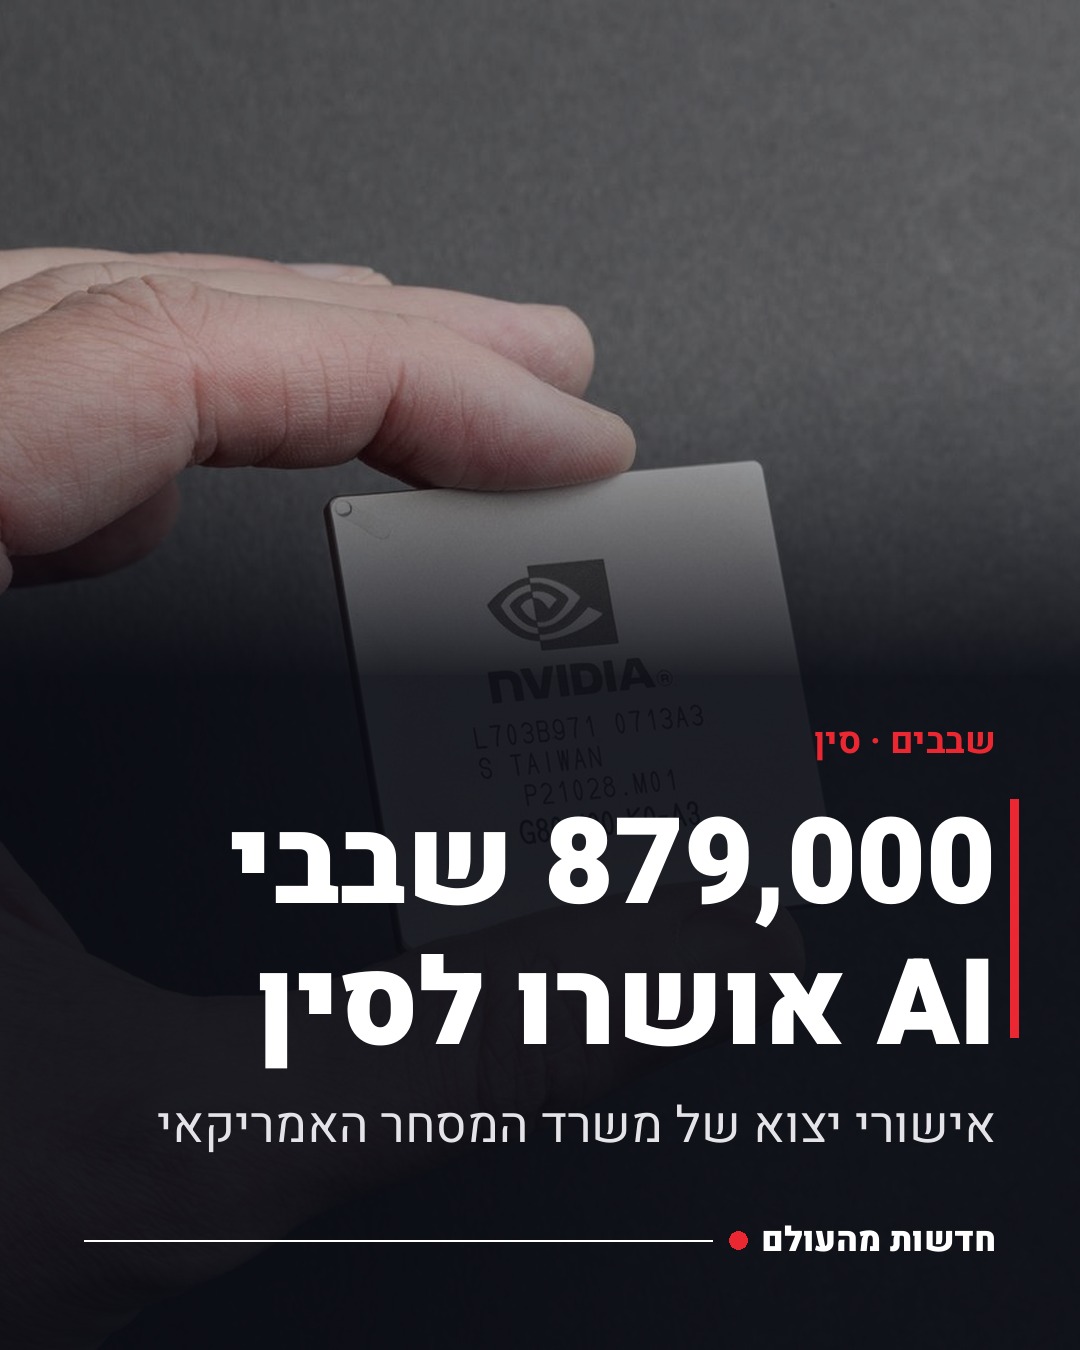 NVIDIA®
L703B971 0713A3
S TAIWAN
P21028.M01
שבבים · סין
879,000 שבבי
AI אושרו לסין
אישורי יצוא של משרד המסחר האמריקאי
חדשות מהעולם